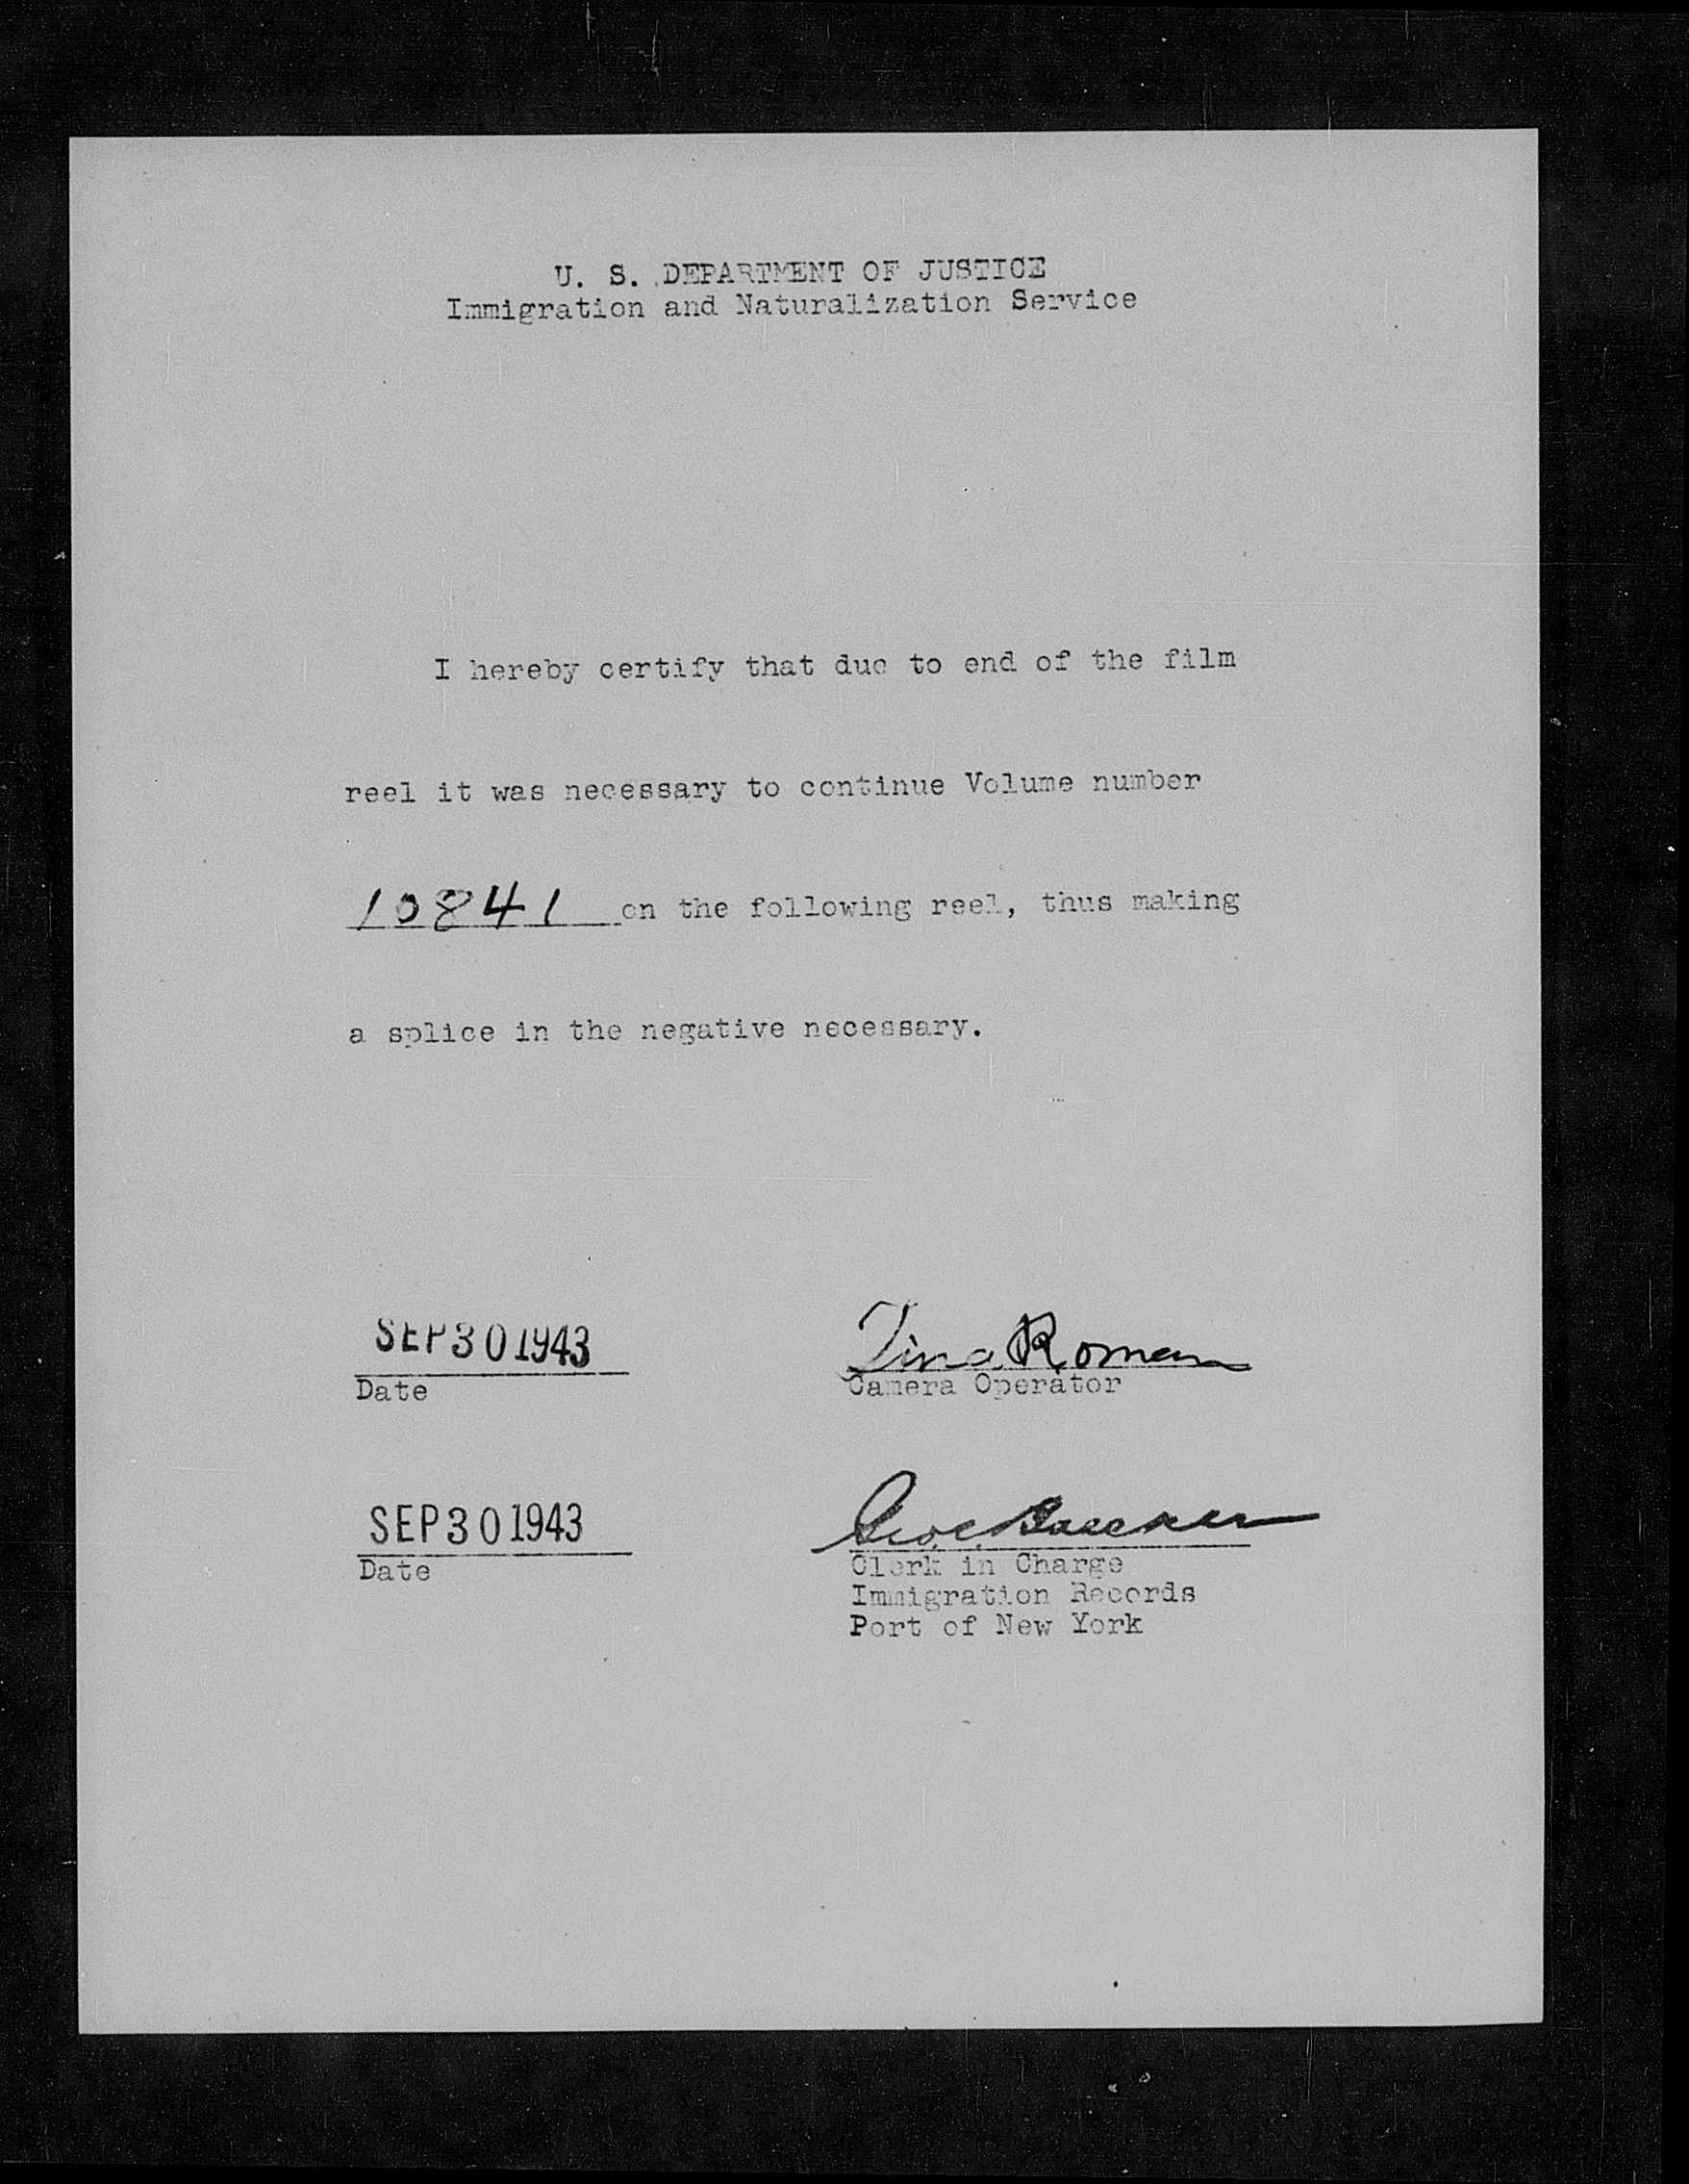 U. S. DEPARTMENT OF JUSTICE
Immigration and Naturalization Service
I hereby certify that due to end of the film
reel it was necessary to continue Volume number
10841 on the following reel, thus making
a splice in the negative necessary.
SEP 30 1943
Tina Roman
Date
Camera Operator
SEP 30 1943
Date
Clerk in Charge
Immigration Records
Port of New York